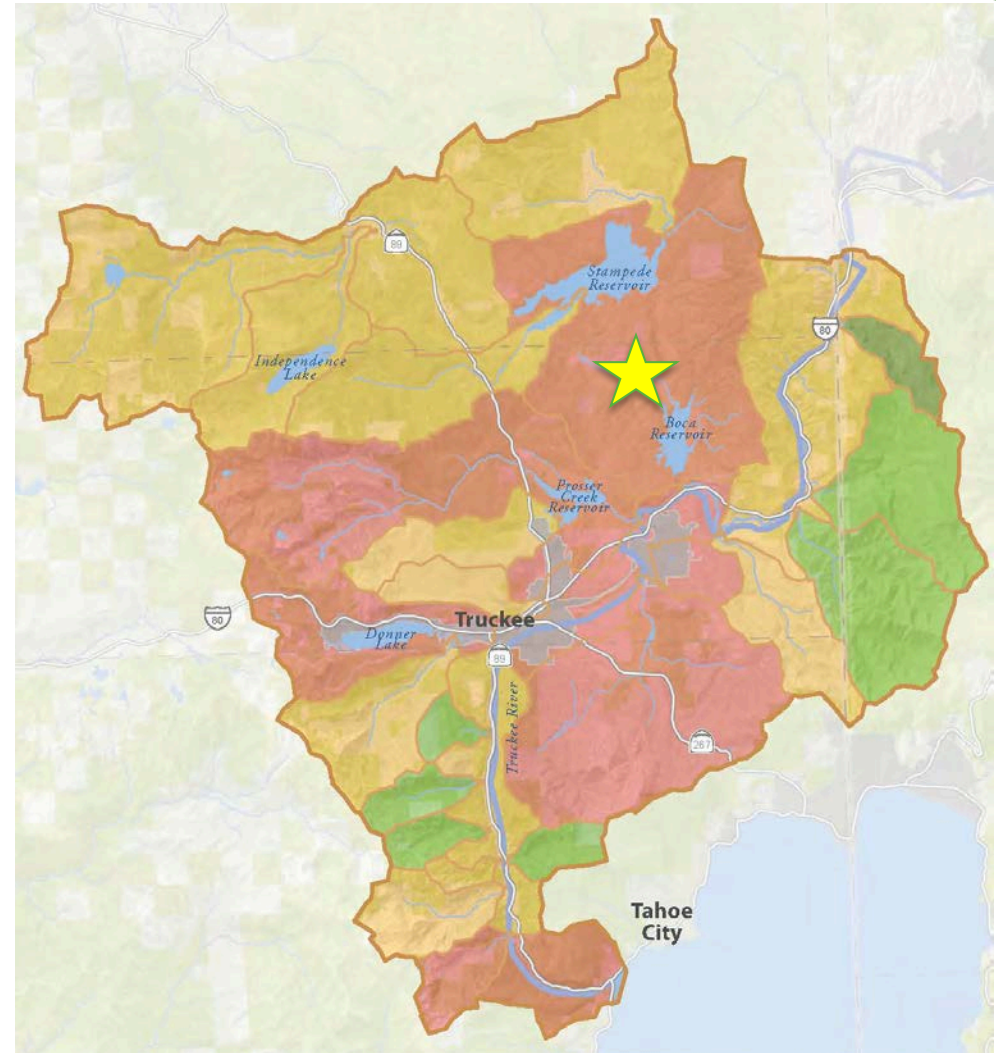 89
Stampede
Reservoir
80
Independence
Lake
Boca
Reservoir
Prosser
Creek
Reservoir
80
Truckee
Donner
Lake
89
Truckee River
267
Tahoe
City